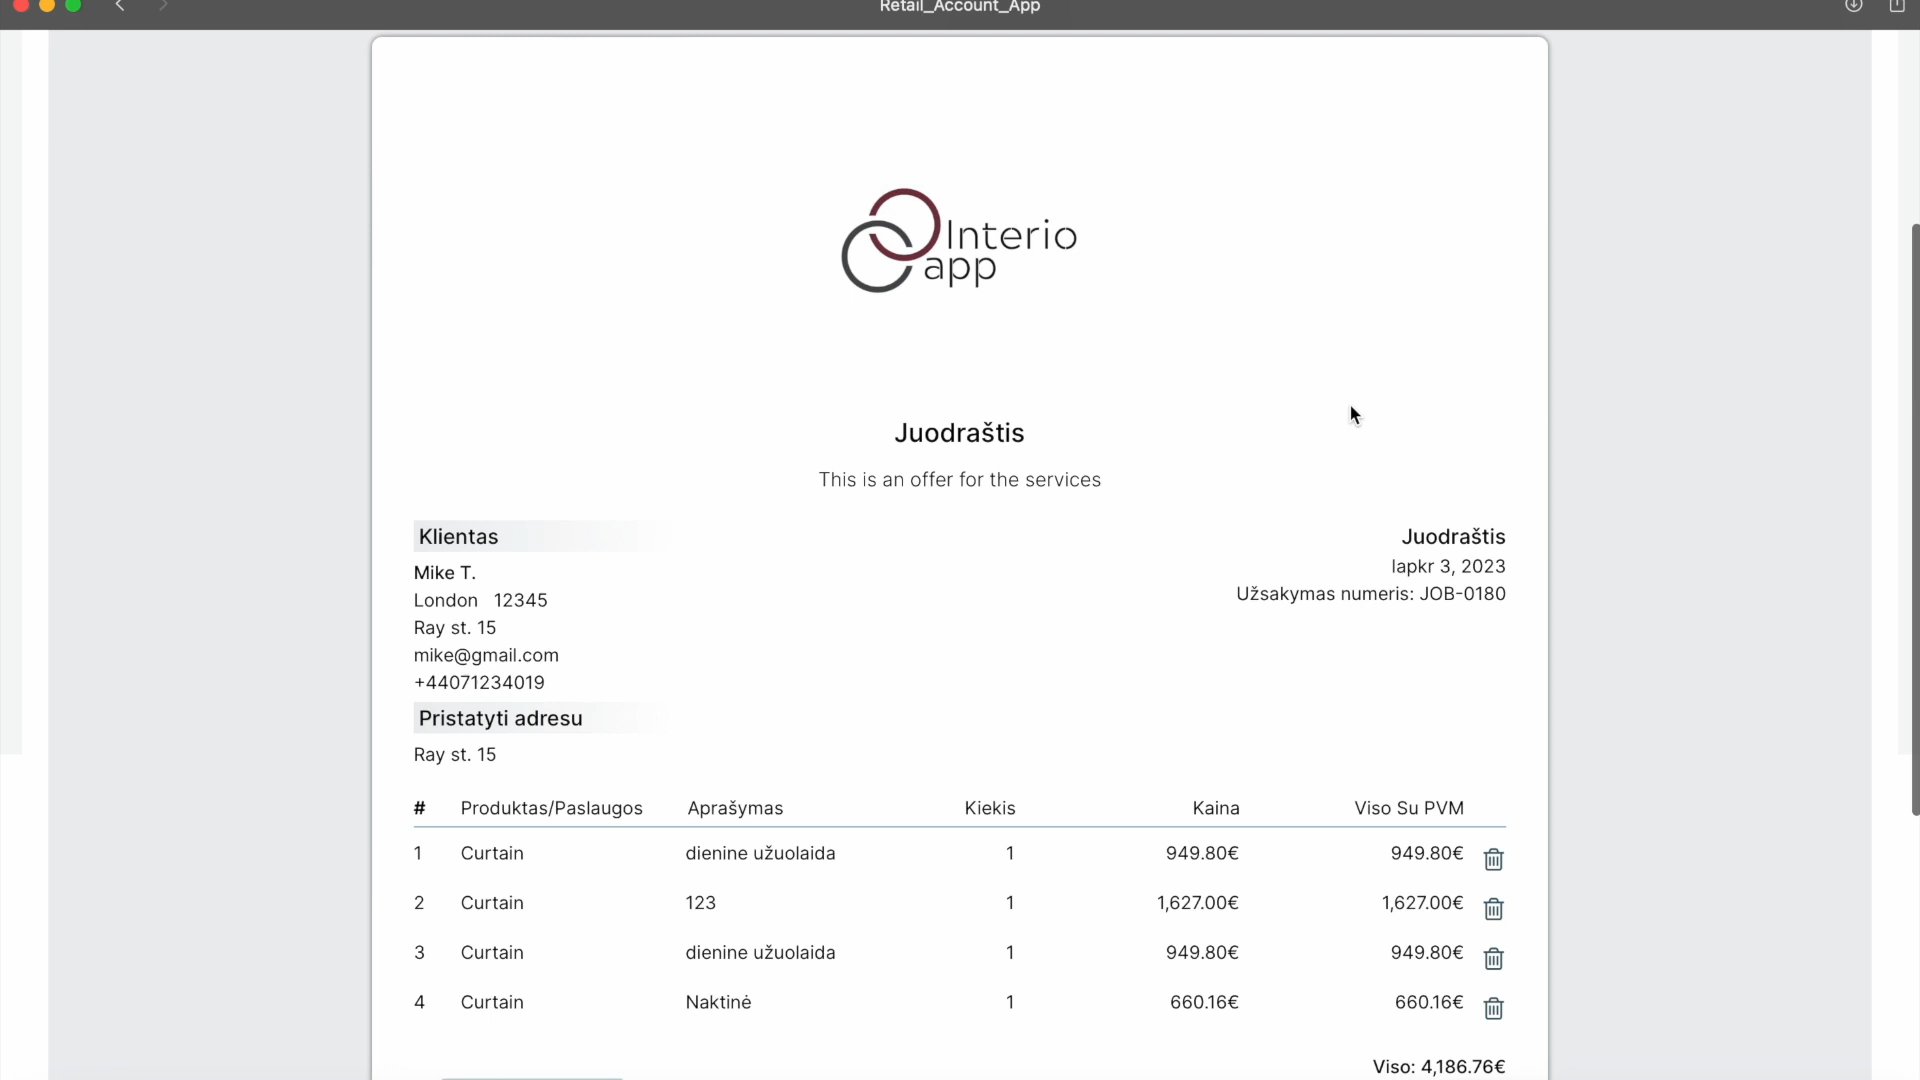 Retail_Account_App
Interio
app
Juodraštis
This is an offer for the services
Klientas
Juodraštis
Mike T.
lapkr 3, 2023
London 12345
Užsakymas numeris: JOB-0180
Ray st. 15
mike@gmail.com
+44071234019
Pristatyti adresu
Ray st. 15
# Produktas/Paslaugos Aprašymas Kiekis Kaina Viso Su PVM
1 Curtain dienine užuolaida 1 949.80€ 949.80€
2 Curtain 123 1 1,627.00€ 1,627.00€
3 Curtain dienine užuolaida 1 949.80€ 949.80€
4 Curtain Naktinė 1 660.16€ 660.16€
Viso: 4,186.76€